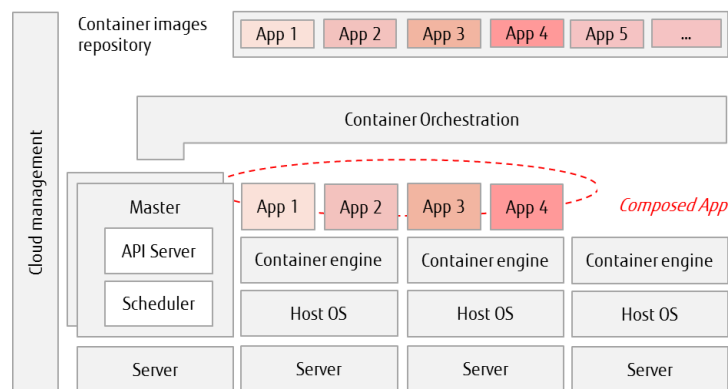 Container images
repository
App 1 App 2 App 3 App 4 App 5 ...
Cloud management
Container Orchestration
Master
App 1 App 2 App 3 App 4
Composed App
API Server
Container engine Container engine Container engine
Scheduler
Host OS Host OS Host OS
Server Server Server Server